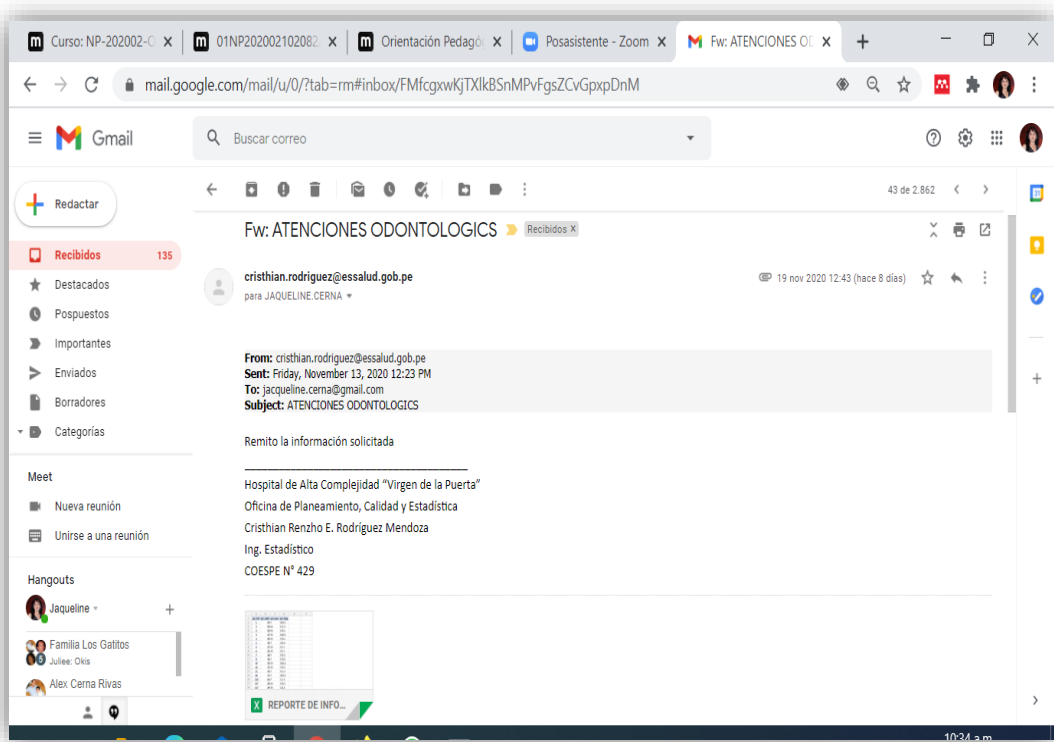 Curso: NP-202002-O
01NP202002102082
Orientación Pedagóg
Posasistente - Zoom
Fw: ATENCIONES OD
mail.google.com/mail/u/0/?tab=rm#inbox/FMfcgxwKjTXlkBSnMPvFgsZCvGpxpDnM
Gmail
Buscar correo
Redactar
43 de 2.862
Fw: ATENCIONES ODONTOLOGICS
Recibidos x
Recibidos 135
Destacados
Pospuestos
Importantes
Enviados
Borradores
Categorías
cristhian.rodriguez@essalud.gob.pe
19 nov 2020 12:43 (hace 8 días)
para JAQUELINE.CERNA
From: cristhian.rodriguez@essalud.gob.pe
Sent: Friday, November 13, 2020 12:23 PM
To: jacqueline.cerna@gmail.com
Subject: ATENCIONES ODONTOLOGICS
Remito la información solicitada
Hospital de Alta Complejidad “Virgen de la Puerta”
Oficina de Planeamiento, Calidad y Estadística
Cristhian Renzho E. Rodríguez Mendoza
Ing. Estadístico
COESPE N° 429
Meet
Nueva reunión
Unirse a una reunión
Hangouts
Jaqueline
Familia Los Gatitos
Juliee: Okis
Alex Cerna Rivas
REPORTE DE INFO...
10:34 a.m.